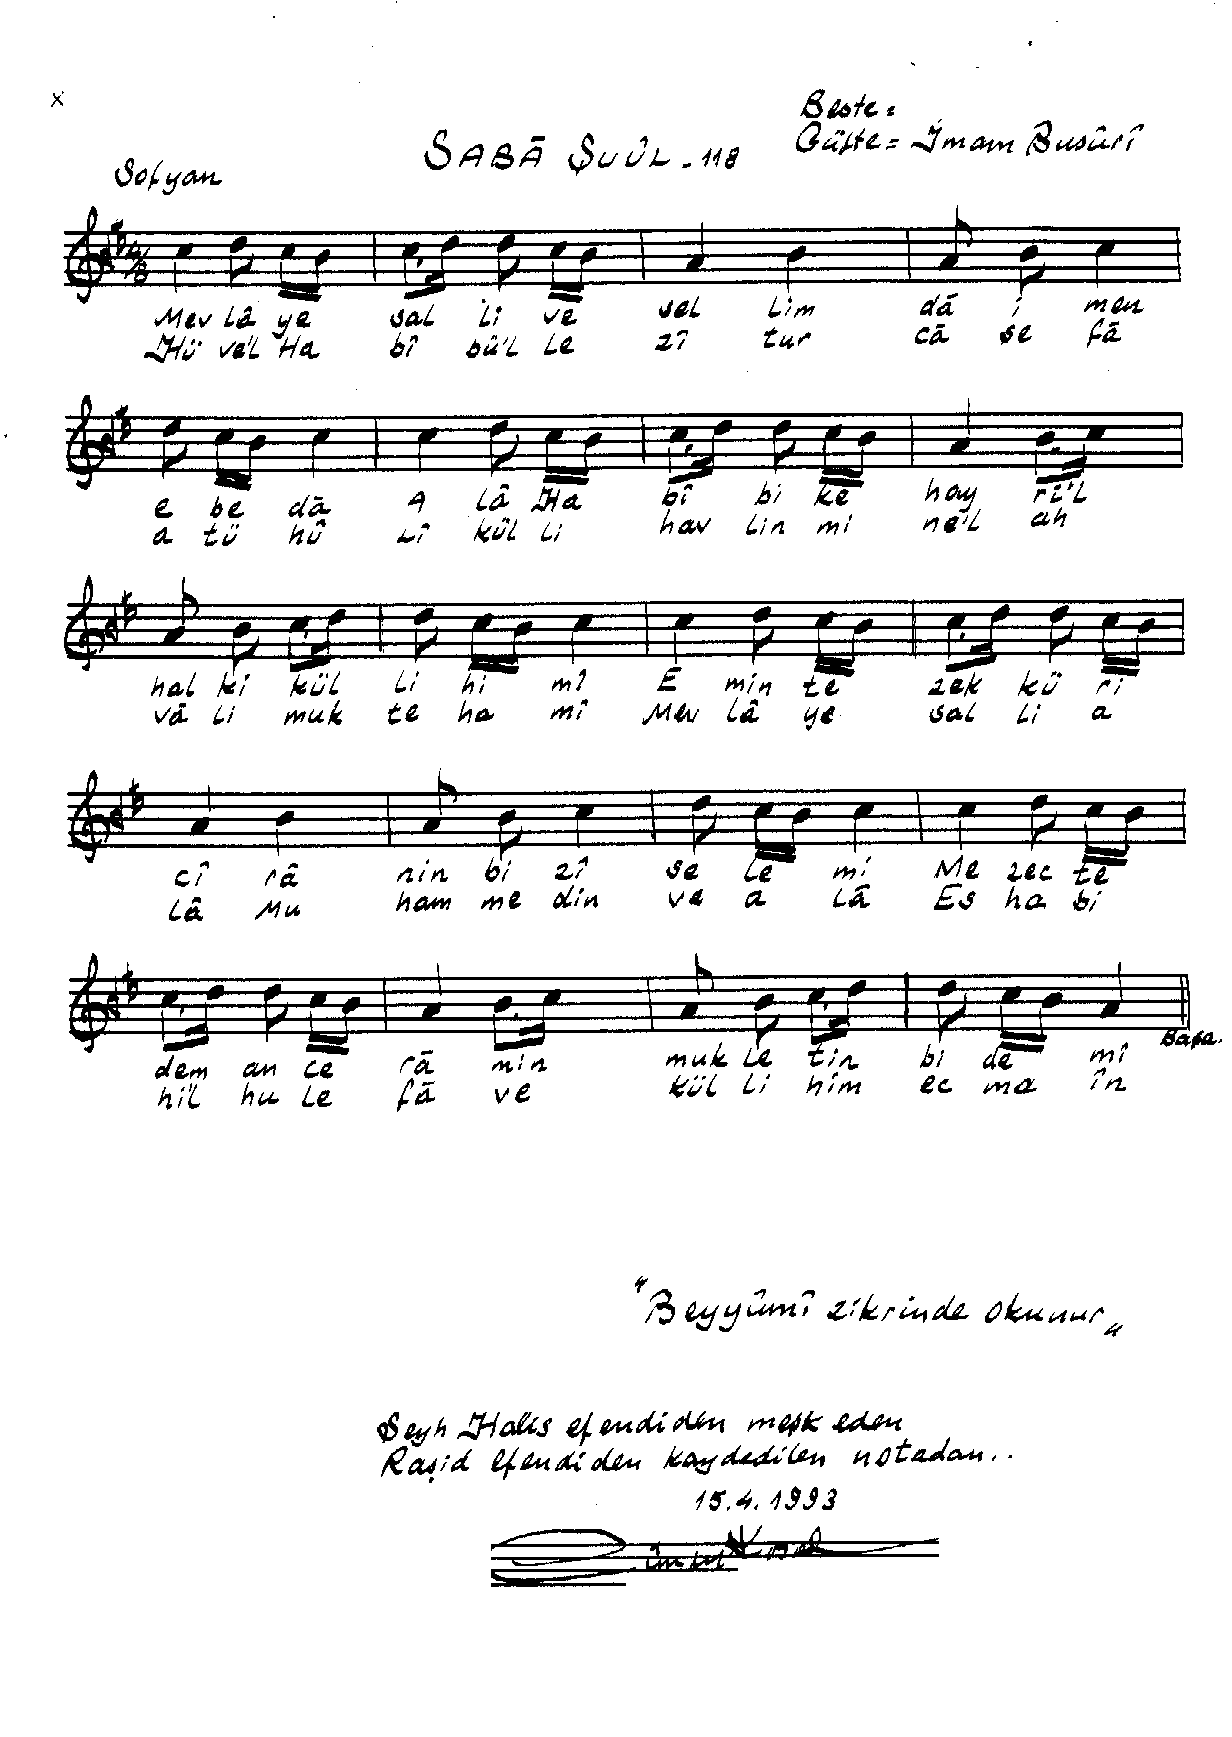 x
Beste =
SABÂ ŞUÛL - 118
Güfte = İmam Busûrî
Sofyan
Mev lâ ye sal li ve sel lim dâ i men
Hü ve'l Ha bî bü'l le zî tur câ şe fâ
e be dâ A lâ Ha bî bi ke hay ri'l
a tü hû Lî kül li hav lin mi ne'l ah
hal ki kül li hi mî E min te zek kü ri
vâ li muk te ha mî Mev lâ ye sal li a
cî râ nin bi zî se le mi Me zec te
lâ Mu ham me din ve a lâ Es ha bi
dem an ce râ min muk le tin bi de mî
Başa.
hi'l hu le fâ ve kül li him ec ma în
"Beyyûmî zikrinde okunur"
Şeyh Halis efendiden meşk eden
Raşid efendiden kaydedilen notadan..
15.4.1993